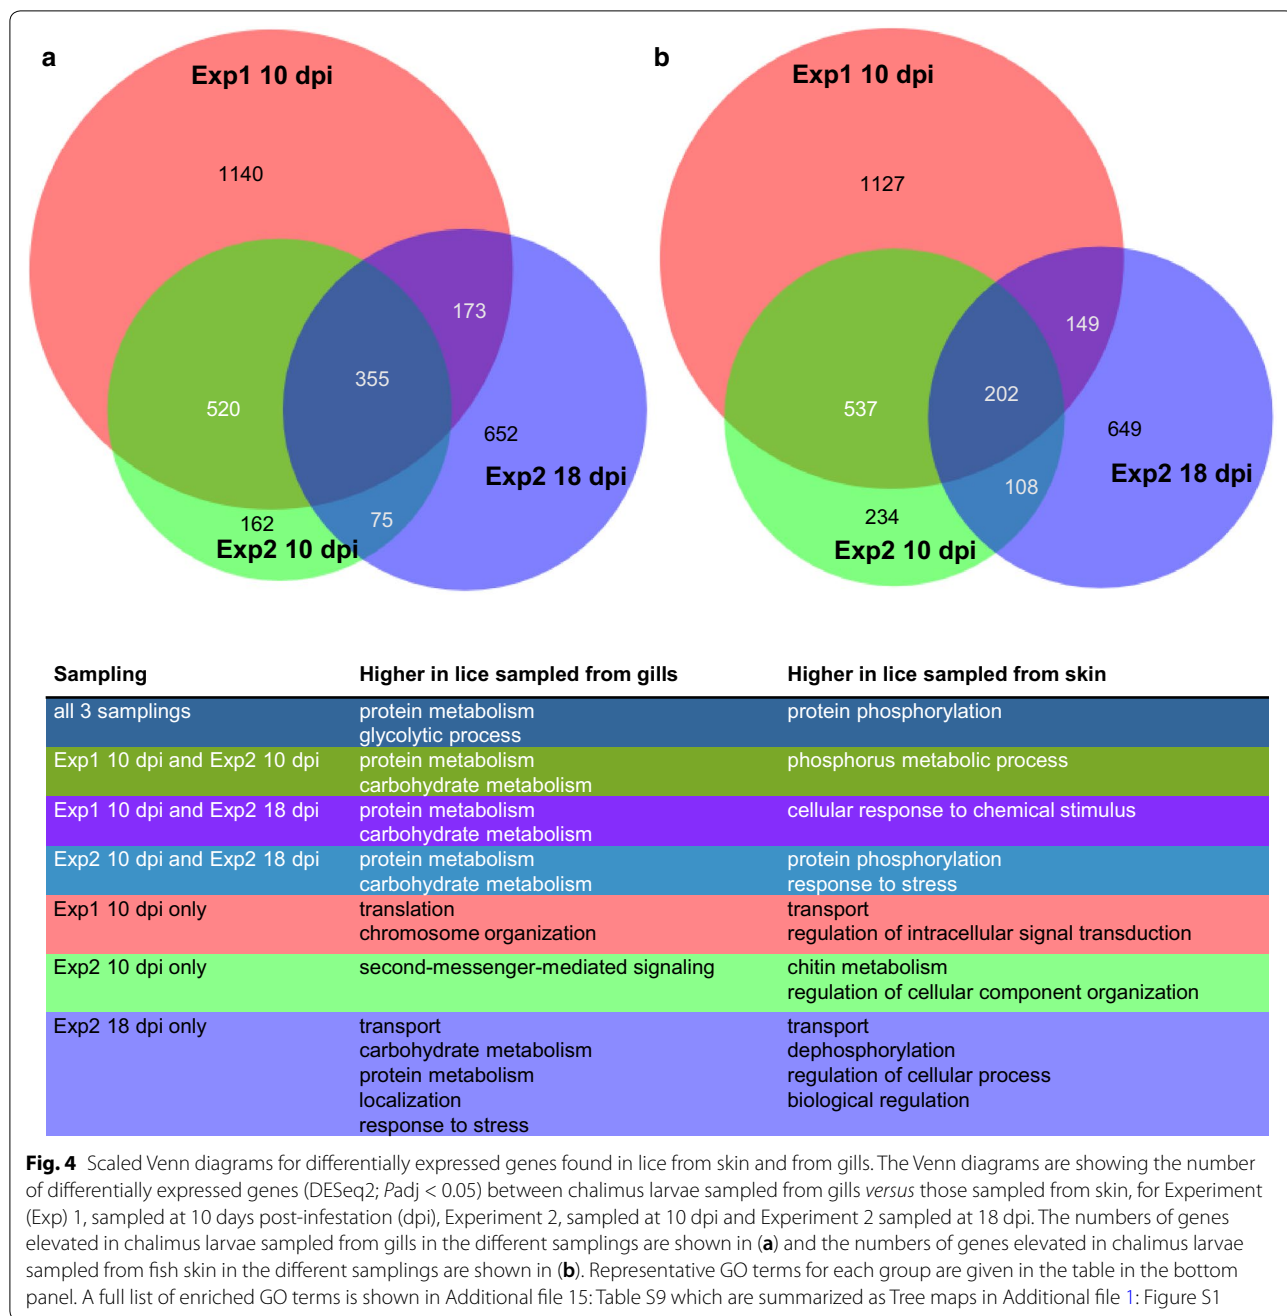 a
b
Exp1 10 dpi
Exp1 10 dpi
1140
1127
173
149
355
202
520
537
652
649
Exp2 18 dpi
Exp2 18 dpi
162
75
234
108
Exp2 10 dpi
Exp2 10 dpi
Sampling Higher in lice sampled from gills Higher in lice sampled from skin
all 3 samplings protein metabolism protein phosphorylation
glycolytic process
Exp1 10 dpi and Exp2 10 dpi protein metabolism phosphorus metabolic process
carbohydrate metabolism
Exp1 10 dpi and Exp2 18 dpi protein metabolism cellular response to chemical stimulus
carbohydrate metabolism
Exp2 10 dpi and Exp2 18 dpi protein metabolism protein phosphorylation
carbohydrate metabolism response to stress
Exp1 10 dpi only translation transport
chromosome organization regulation of intracellular signal transduction
Exp2 10 dpi only second-messenger-mediated signaling chitin metabolism
regulation of cellular component organization
Exp2 18 dpi only transport transport
carbohydrate metabolism dephosphorylation
protein metabolism regulation of cellular process
localization biological regulation
response to stress
Fig. 4 Scaled Venn diagrams for differentially expressed genes found in lice from skin and from gills. The Venn diagrams are showing the number
of differentially expressed genes (DESeq2; Padj < 0.05) between chalimus larvae sampled from gills versus those sampled from skin, for Experiment
(Exp) 1, sampled at 10 days post-infestation (dpi), Experiment 2, sampled at 10 dpi and Experiment 2 sampled at 18 dpi. The numbers of genes
elevated in chalimus larvae sampled from gills in the different samplings are shown in (a) and the numbers of genes elevated in chalimus larvae
sampled from fish skin in the different samplings are shown in (b). Representative GO terms for each group are given in the table in the bottom
panel. A full list of enriched GO terms is shown in Additional file 15: Table S9 which are summarized as Tree maps in Additional file 1: Figure S1